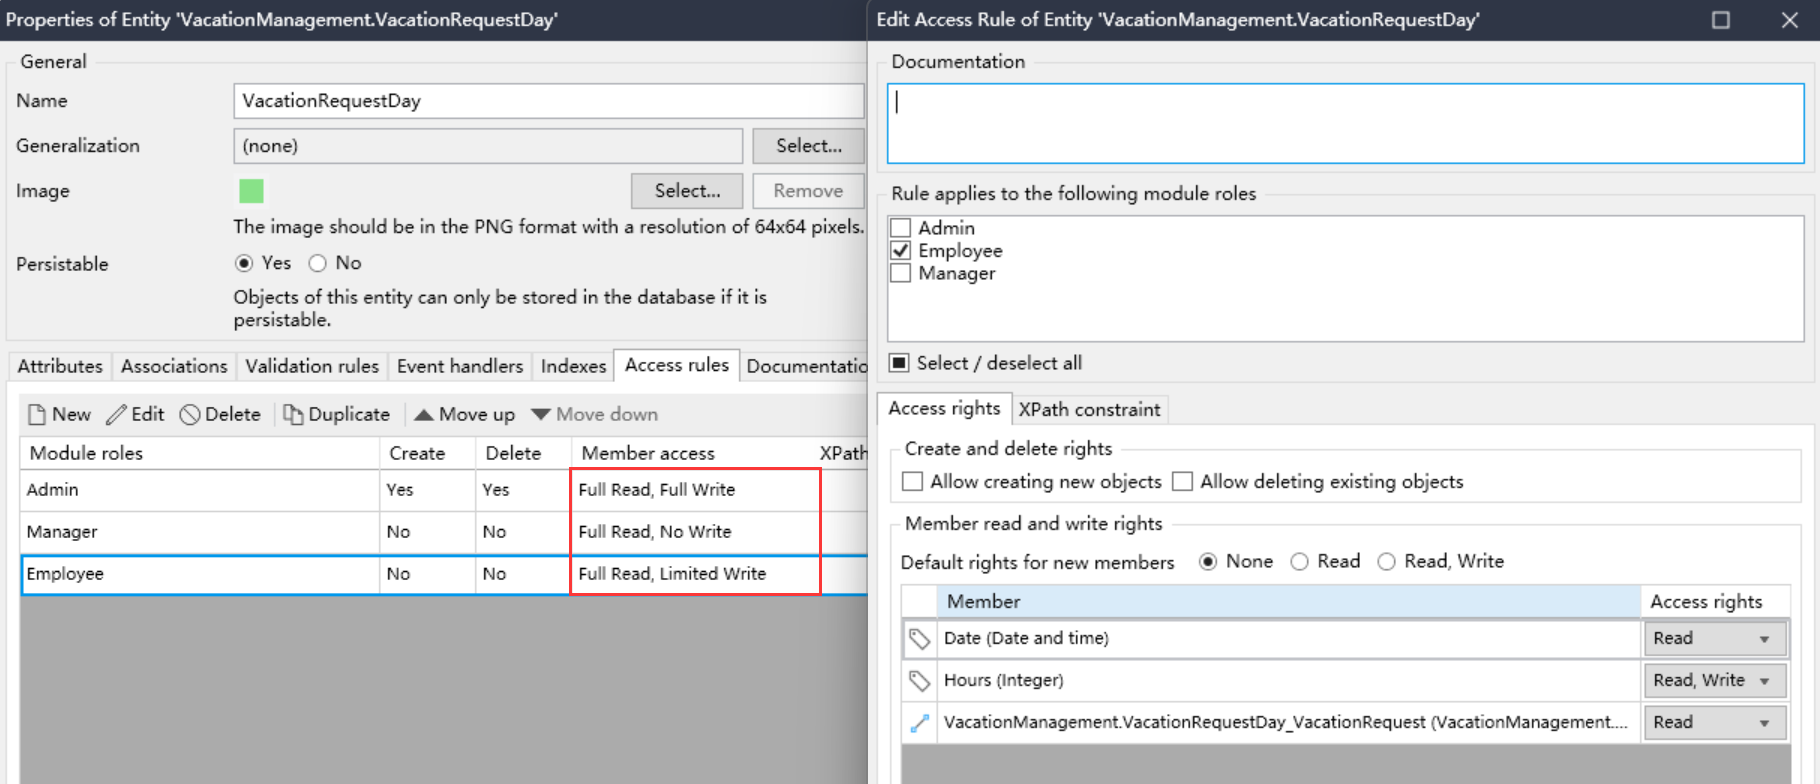 Properties of Entity 'VacationManagement.VacationRequestDay'
General
Name
VacationRequestDay
Generalization
(none)
Select...
Image
Select...
Remove
The image should be in the PNG format with a resolution of 64x64 pixels.
Persistable
Yes
No
Objects of this entity can only be stored in the database if it is
persistable.
Attributes
Associations
Validation rules
Event handlers
Indexes
Access rules
Documentatio
New
Edit
Delete
Duplicate
Move up
Move down
Module roles Create Delete Member access XPath
Admin Yes Yes Full Read, Full Write
Manager No No Full Read, No Write
Employee No No Full Read, Limited Write
Edit Access Rule of Entity 'VacationManagement.VacationRequestDay'
Documentation
Rule applies to the following module roles
Admin
Employee
Manager
Select / deselect all
Access rights
XPath constraint
Create and delete rights
Allow creating new objects
Allow deleting existing objects
Member read and write rights
Default rights for new members
None
Read
Read, Write
Member Access rights
Date (Date and time) Read
Hours (Integer) Read, Write
VacationManagement.VacationRequestDay_VacationRequest (VacationManagement.... Read